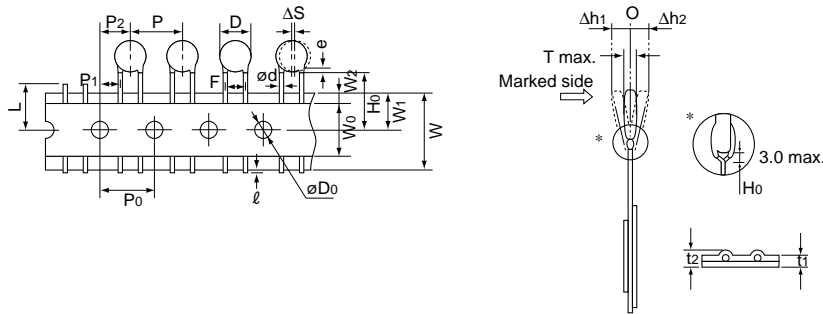 P2
P
D
ΔS
e
P1
F
ød
W2
H0
W1
L
W0
W
P0
ℓ
øD0
Δh1
O
Δh2
T max.
Marked side
*
*
3.0 max.
H0
t2
t1